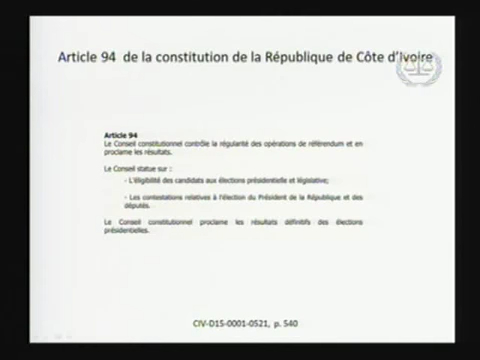 Article 94 de la constitution de la République de Côte d'Ivoire
Article 94
Le Conseil constitutionnel contrôle la régularité des opérations de référendum et en
proclame les résultats.
Le Conseil statue sur :
- L'éligibilité des candidats aux élections présidentielle et législative;
- Les contestations relatives à l'élection du Président de la République et des
députés.
Le Conseil constitutionnel proclame les résultats définitifs des élections
présidentielles.
CIV-D15-0001-0521, p. 540